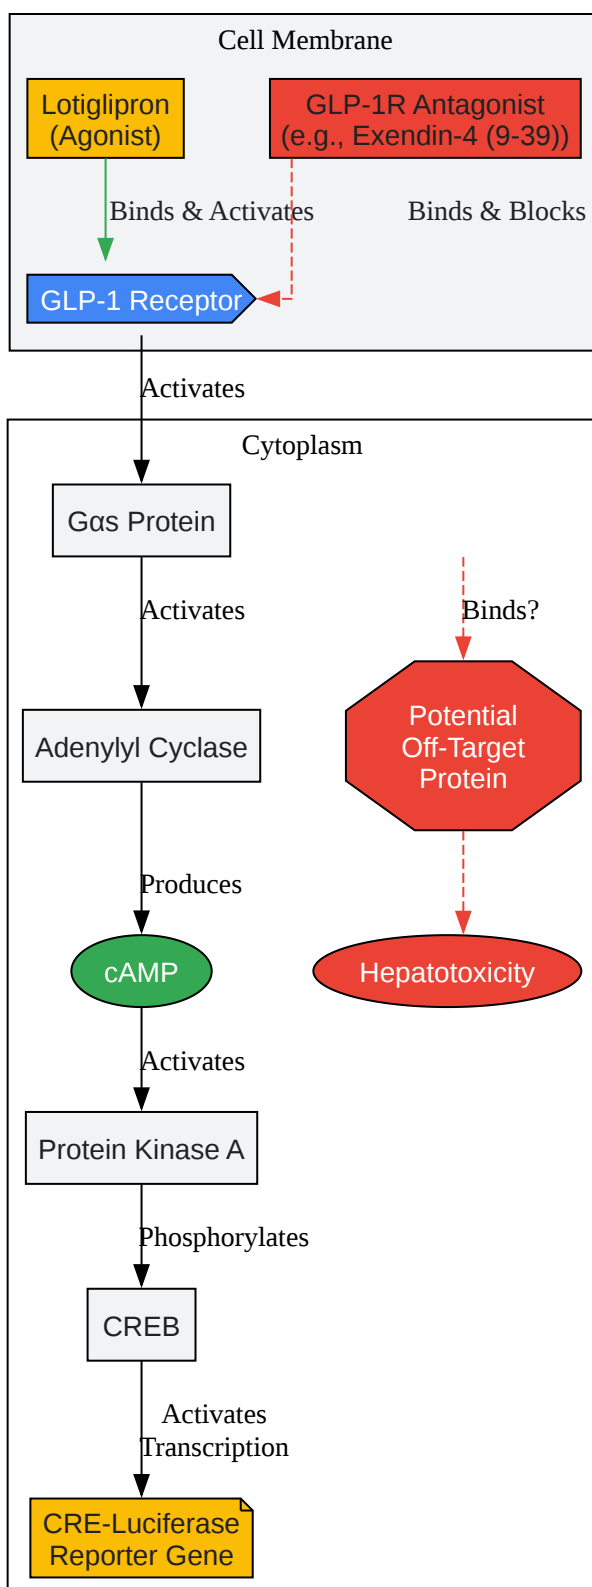 Cell Membrane
Lotiglipron
(Agonist)
GLP-1R Antagonist
(e.g., Exendin-4 (9-39))
Binds & Activates
Binds & Blocks
GLP-1 Receptor
Activates
Cytoplasm
Gαs Protein
Activates
Binds?
Adenylyl Cyclase
Potential
Off-Target
Protein
Produces
cAMP
Hepatotoxicity
Activates
Protein Kinase A
Phosphorylates
CREB
Activates
Transcription
CRE-Luciferase
Reporter Gene